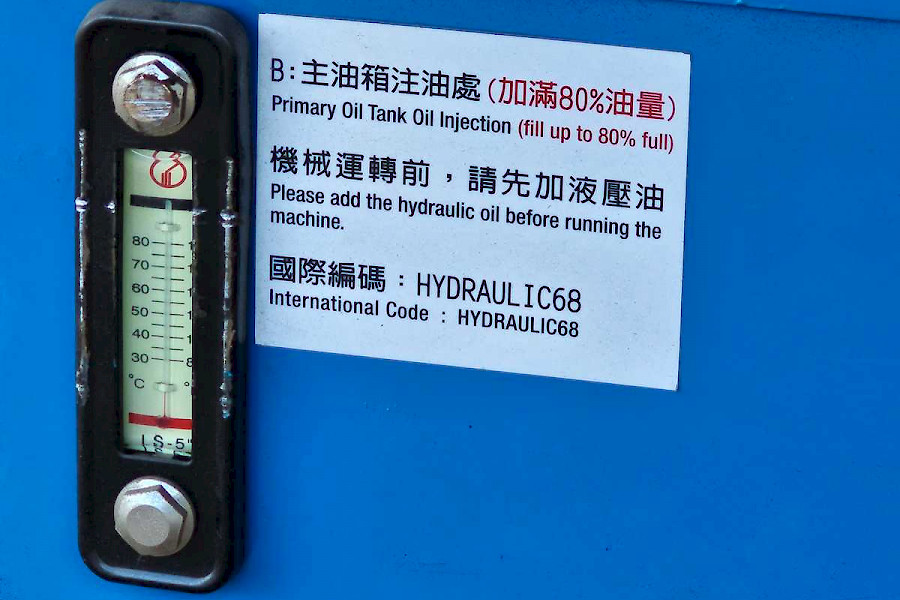 B:主油箱注油處(加滿80%油量)
Primary Oil Tank Oil Injection (fill up to 80% full)
機械運轉前，請先加液壓油
Please add the hydraulic oil before running the
machine.
國際編碼：HYDRAULIC68
International Code : HYDRAULIC68
80
70
60
50
40
30
°C
LS-5"